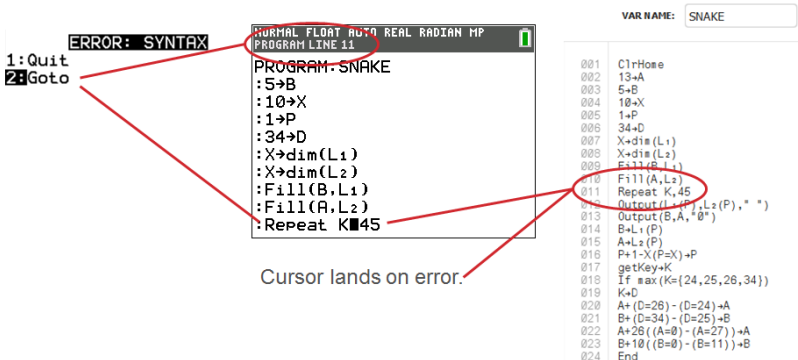 ERROR: SYNTAX
1:Quit
2:Goto
NORMAL FLOAT AUTO REAL RADIAN MP
PROGRAM LINE 11
PROGRAM:SNAKE
:5→B
:10→X
:1→P
:34→D
:X→dim(L₁)
:X→dim(L₂)
:Fill(B,L₁)
:Fill(A,L₂)
:Repeat K 45
Cursor lands on error.
VAR NAME: SNAKE
001 ClrHome
002 13→A
003 5→B
004 10→X
005 1→P
006 34→D
007 X→dim(L₁)
008 X→dim(L₂)
009 Fill(B,L₁)
010 Fill(A,L₂)
011 Repeat K,45
012 Output(L₁(P),L₂(P)," ")
013 Output(B,A,"0")
014 B→L₁(P)
015 A→L₂(P)
016 P+1-X(P=X)→P
017 getKey→K
018 If max(K={24,25,26,34})
019 K→D
020 A+(D=26)-(D=24)→A
021 B+(D=34)-(D=25)→B
022 A+26((A=0)-(A=27))→A
023 B+10((B=0)-(B=11))→B
024 End